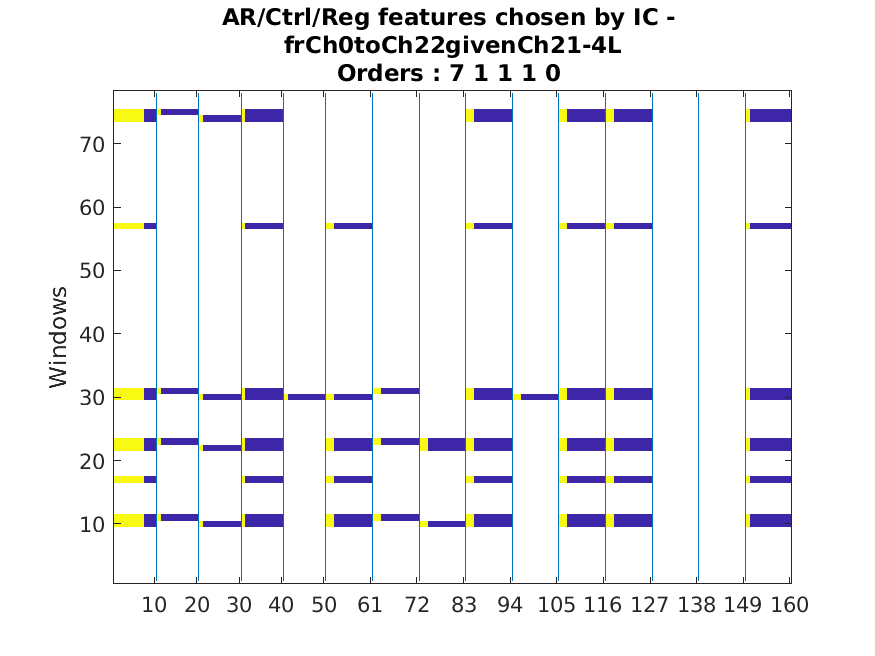 AR/Ctrl/Reg features chosen by IC -
frCh0toCh22givenCh21-4L
Orders : 7 1 1 1 0
70
60
50
40
30
20
10
Windows
10 20 30 40 50 61 72 83 94 105 116 127 138 149 160